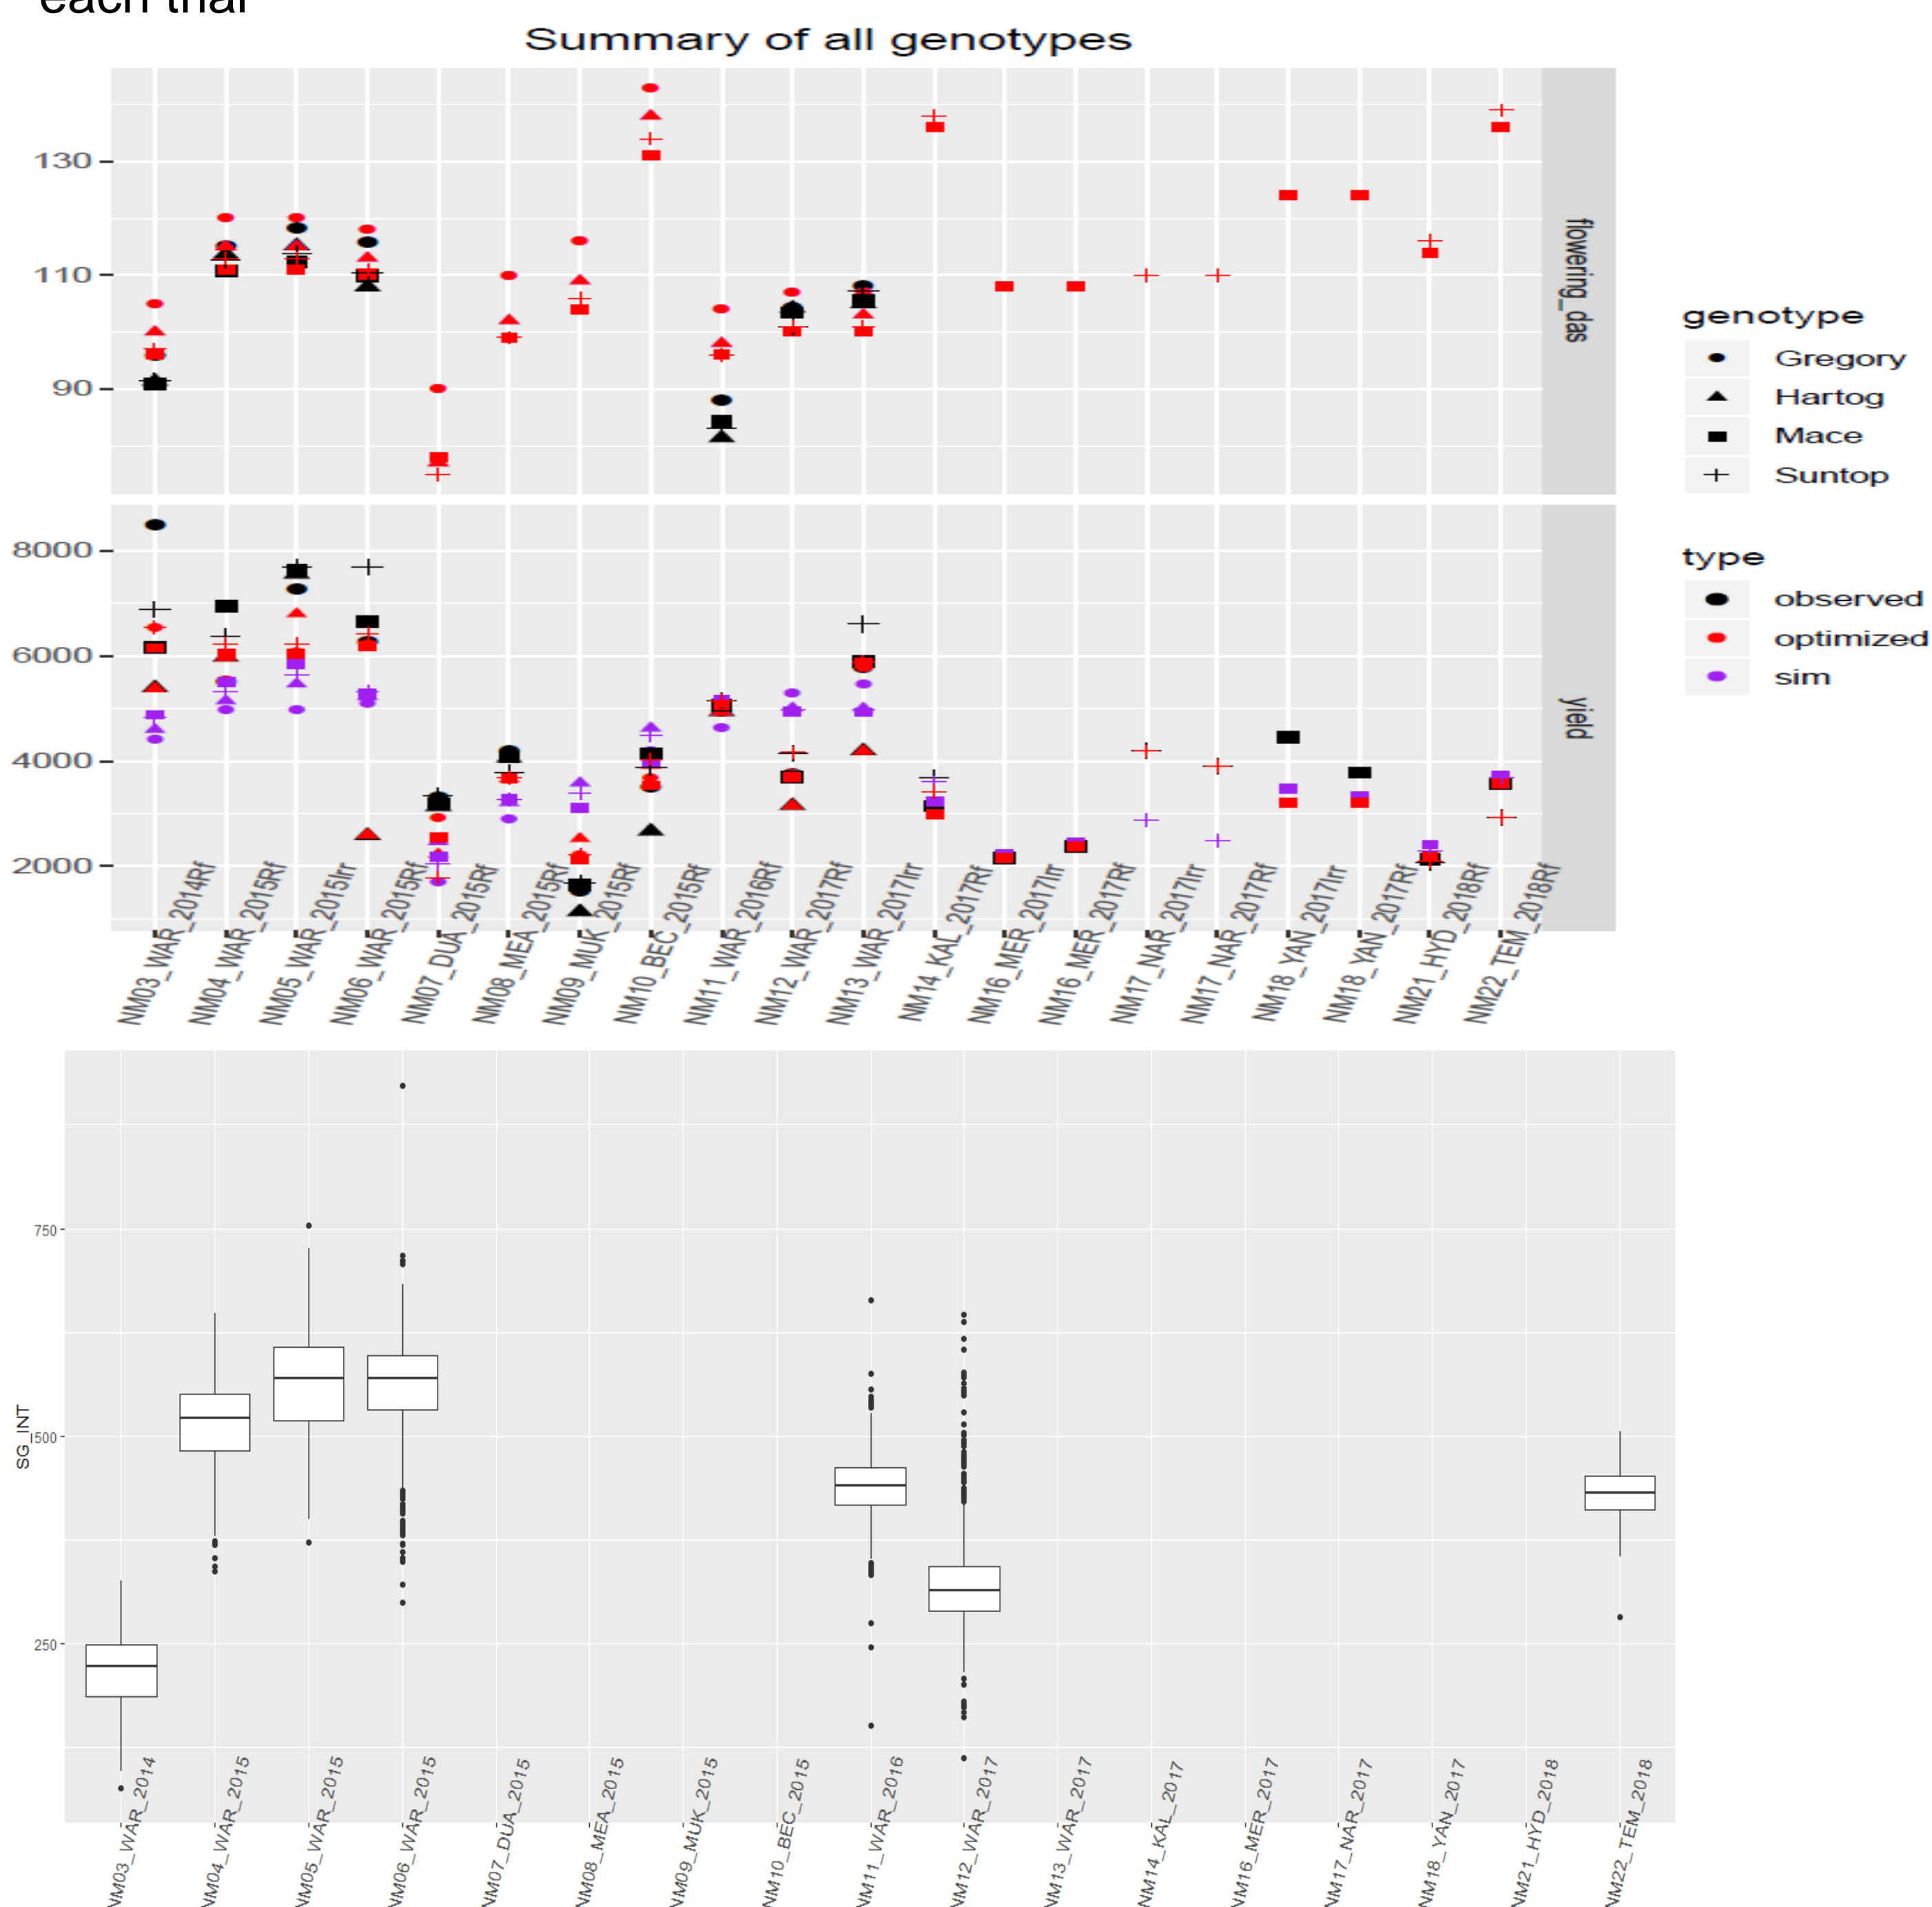 each trial
Summary of all genotypes
130
110
90
flowering_das
8000
6000
4000
2000
yield
NM03_WAR_2014Rf
NM04_WAR_2015Rf
NM05_WAR_2015Irr
NM06_WAR_2015Rf
NM07_DUA_2015Rf
NM08_MEA_2015Rf
NM09_MUK_2015Rf
NM10_BEC_2015Rf
NM11_WAR_2016Rf
NM12_WAR_2017Rf
NM13_WAR_2017Irr
NM14_KAL_2017Rf
NM16_MER_2017Irr
NM16_MER_2017Rf
NM17_NAR_2017Irr
NM17_NAR_2017Rf
NM18_YAN_2017Irr
NM18_YAN_2017Rf
NM21_HYD_2018Rf
NM22_TEM_2018Rf
genotype
Gregory
Hartog
Mace
Suntop
type
observed
optimized
sim
SG_INT
750
500
250
NM03_WAR_2014
NM04_WAR_2015
NM05_WAR_2015
NM06_WAR_2015
NM07_DUA_2015
NM08_MEA_2015
NM09_MUK_2015
NM10_BEC_2015
NM11_WAR_2016
NM12_WAR_2017
NM13_WAR_2017
NM14_KAL_2017
NM16_MER_2017
NM17_NAR_2017
NM18_YAN_2017
NM21_HYD_2018
NM22_TEM_2018